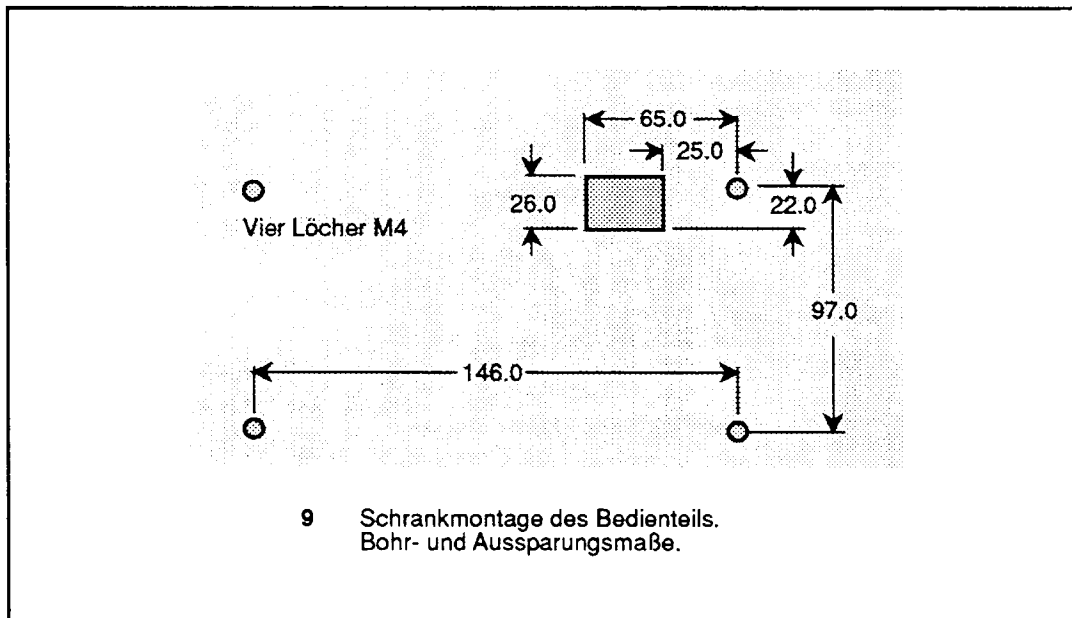 65.0
25.0
26.0
22.0
Vier Löcher M4
97.0
146.0
9 Schrankmontage des Bedienteils.
Bohr- und Aussparungsmaße.